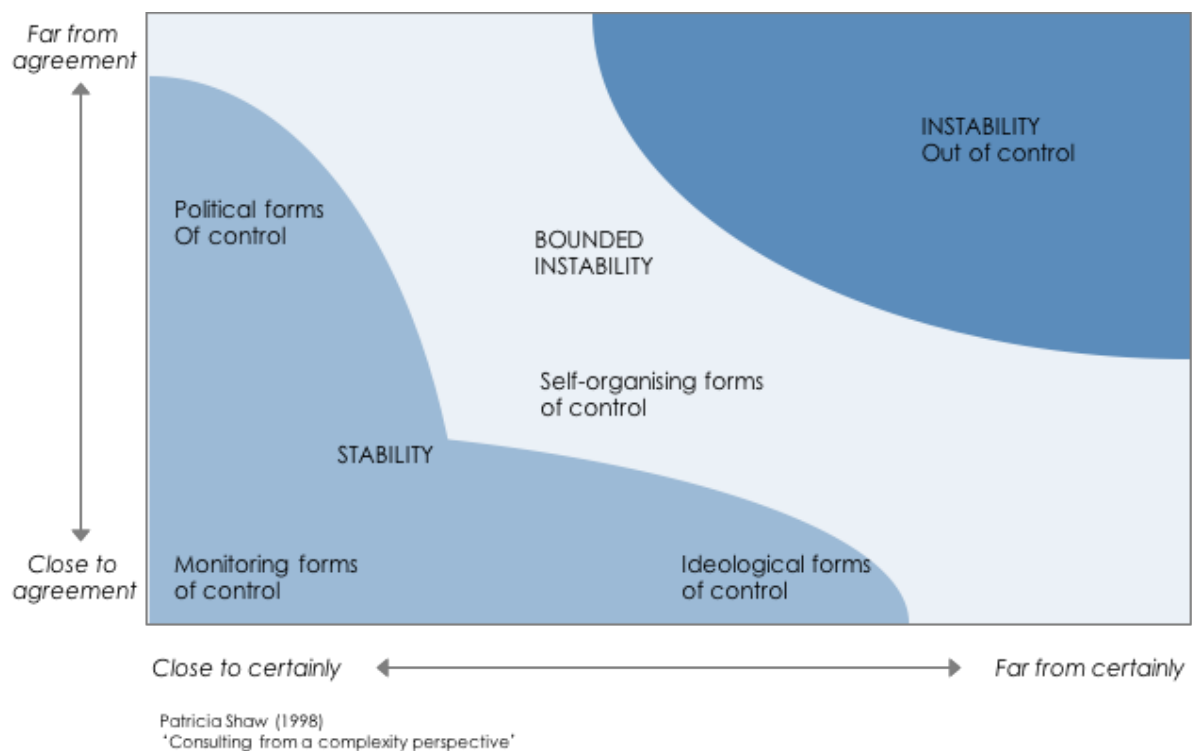 Far from
agreement
INSTABILITY
Out of control
Political forms
Of control
BOUNDED
INSTABILITY
Self-organising forms
of control
STABILITY
Close to
agreement
Monitoring forms
of control
Ideological forms
of control
Close to certainly
Far from certainly
Patricia Shaw (1998)
'Consulting from a complexity perspective'